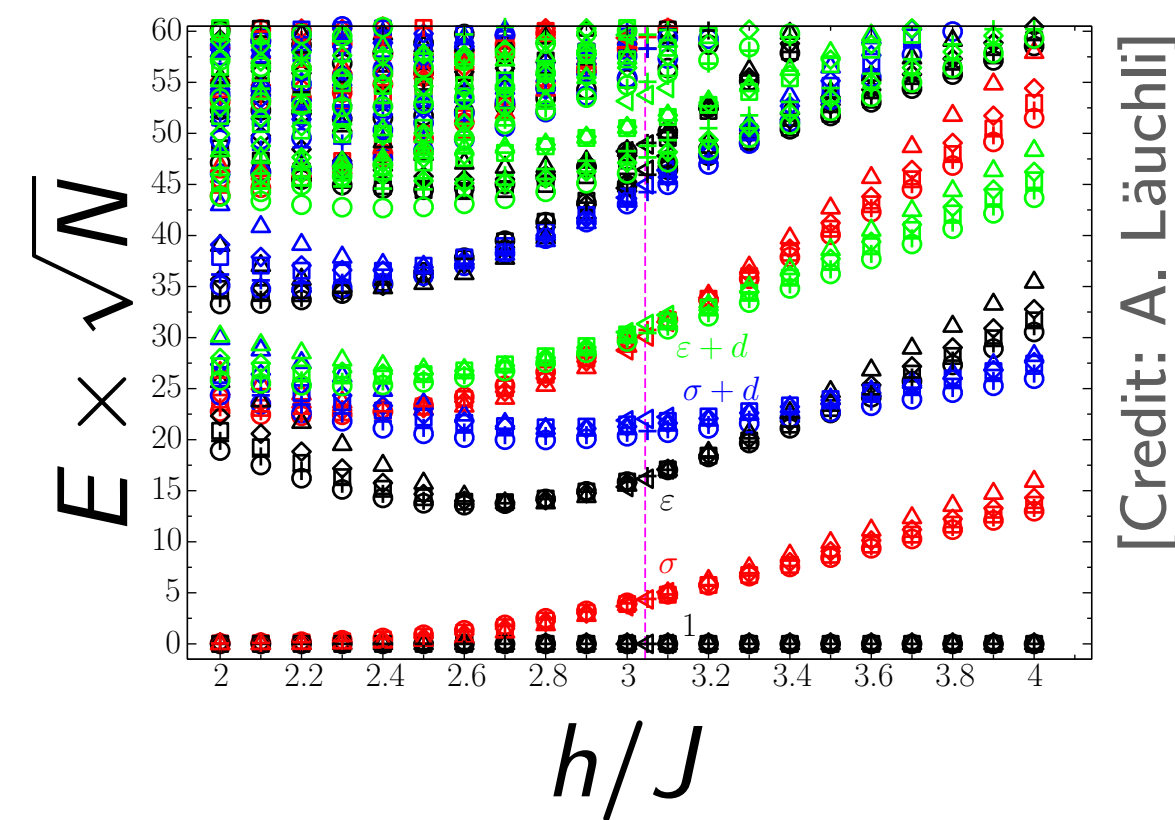 E × √N
60
55
50
45
40
35
30
25
20
15
10
5
0
ε + d
σ + d
ε
σ
1
2 2.2 2.4 2.6 2.8 3 3.2 3.4 3.6 3.8 4
h/J
[Credit: A. Läuchli]